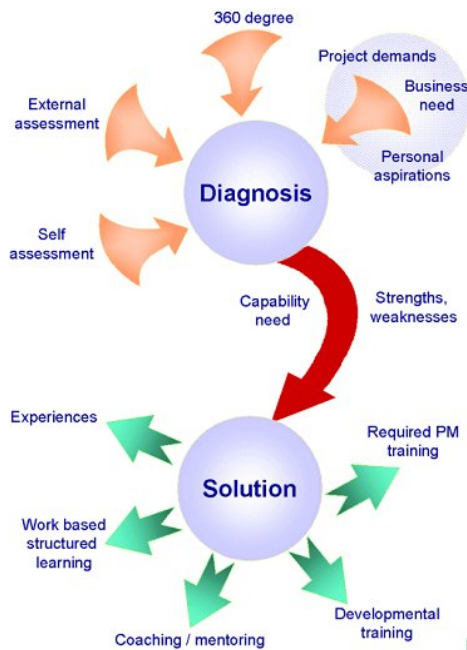 360 degree
Project demands
Business
need
Personal
aspirations
External
assessment
Self
assessment
Diagnosis
Capability
need
Strengths,
weaknesses
Solution
Experiences
Work based
structured
learning
Coaching / mentoring
Developmental
training
Required PM
training